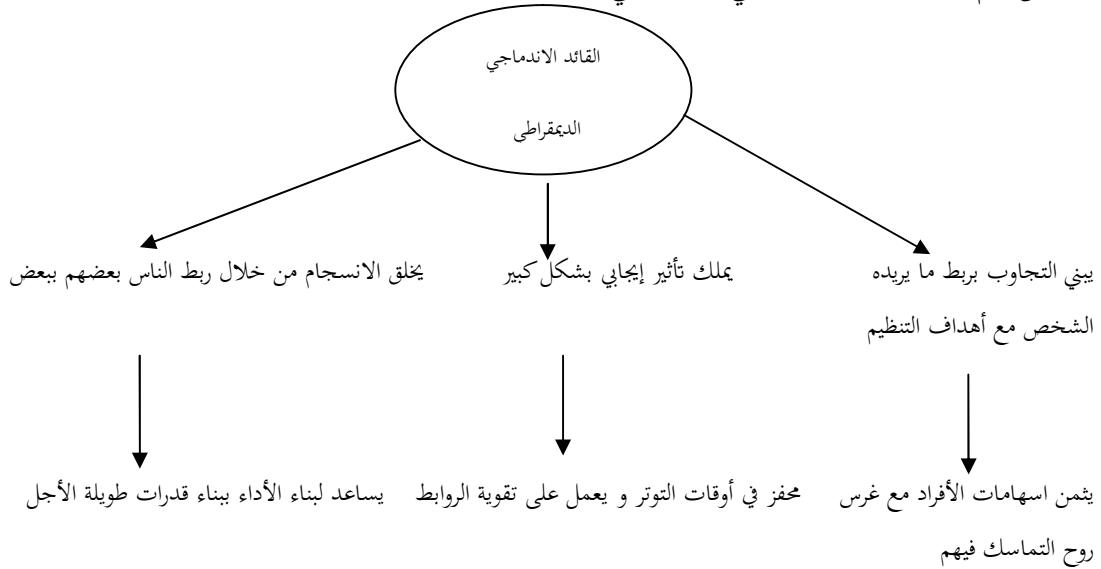 القائد الاندماجي
الديمقراطي
يبني التجاوب بربط ما يريده
الشخص مع أهداف التنظيم
يملك تأثير إيجابي بشكل كبير
يخلق الانسجام من خلال ربط الناس بعضهم ببعض
يثمن اسهامات الأفراد مع غرس
روح التماسك فيهم
محفز في أوقات التوتر و يعمل على تقوية الروابط
يساعد لبناء الأداء ببناء قدرات طويلة الأجل